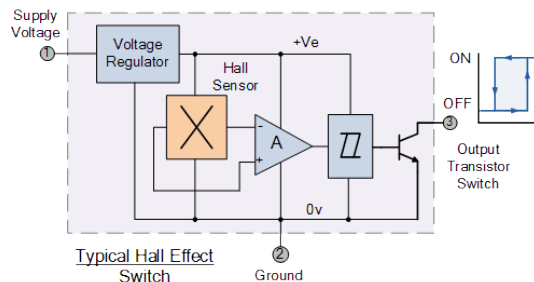 Supply
Voltage
1
Voltage
Regulator
+Ve
Hall
Sensor
-
+
A
ON
OFF
3
Output
Transistor
Switch
0v
2
Ground
Typical Hall Effect
Switch